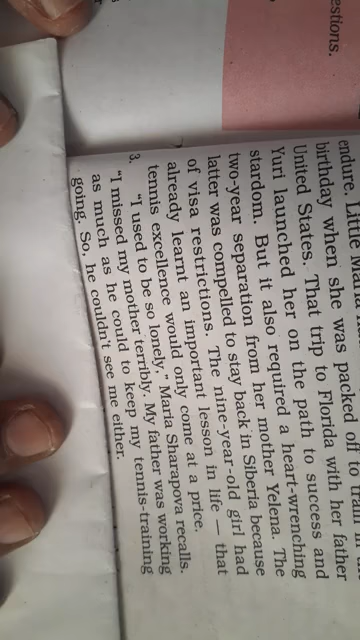 estions.
endure. Little Ma
birthday when she was packed off to train in
United States. That trip to Florida with her father
Yuri launched her on the path to success and
stardom. But it also required a heart-wrenching
two-year separation from her mother Yelena. The
latter was compelled to stay back in Siberia because
of visa restrictions. The nine-year-old girl had
already learnt an important lesson in life — that
tennis excellence would only come at a price.
3. "I used to be so lonely," Maria Sharapova recalls.
"I missed my mother terribly. My father was working
as much as he could to keep my tennis-training
going. So, he couldn't see me either.